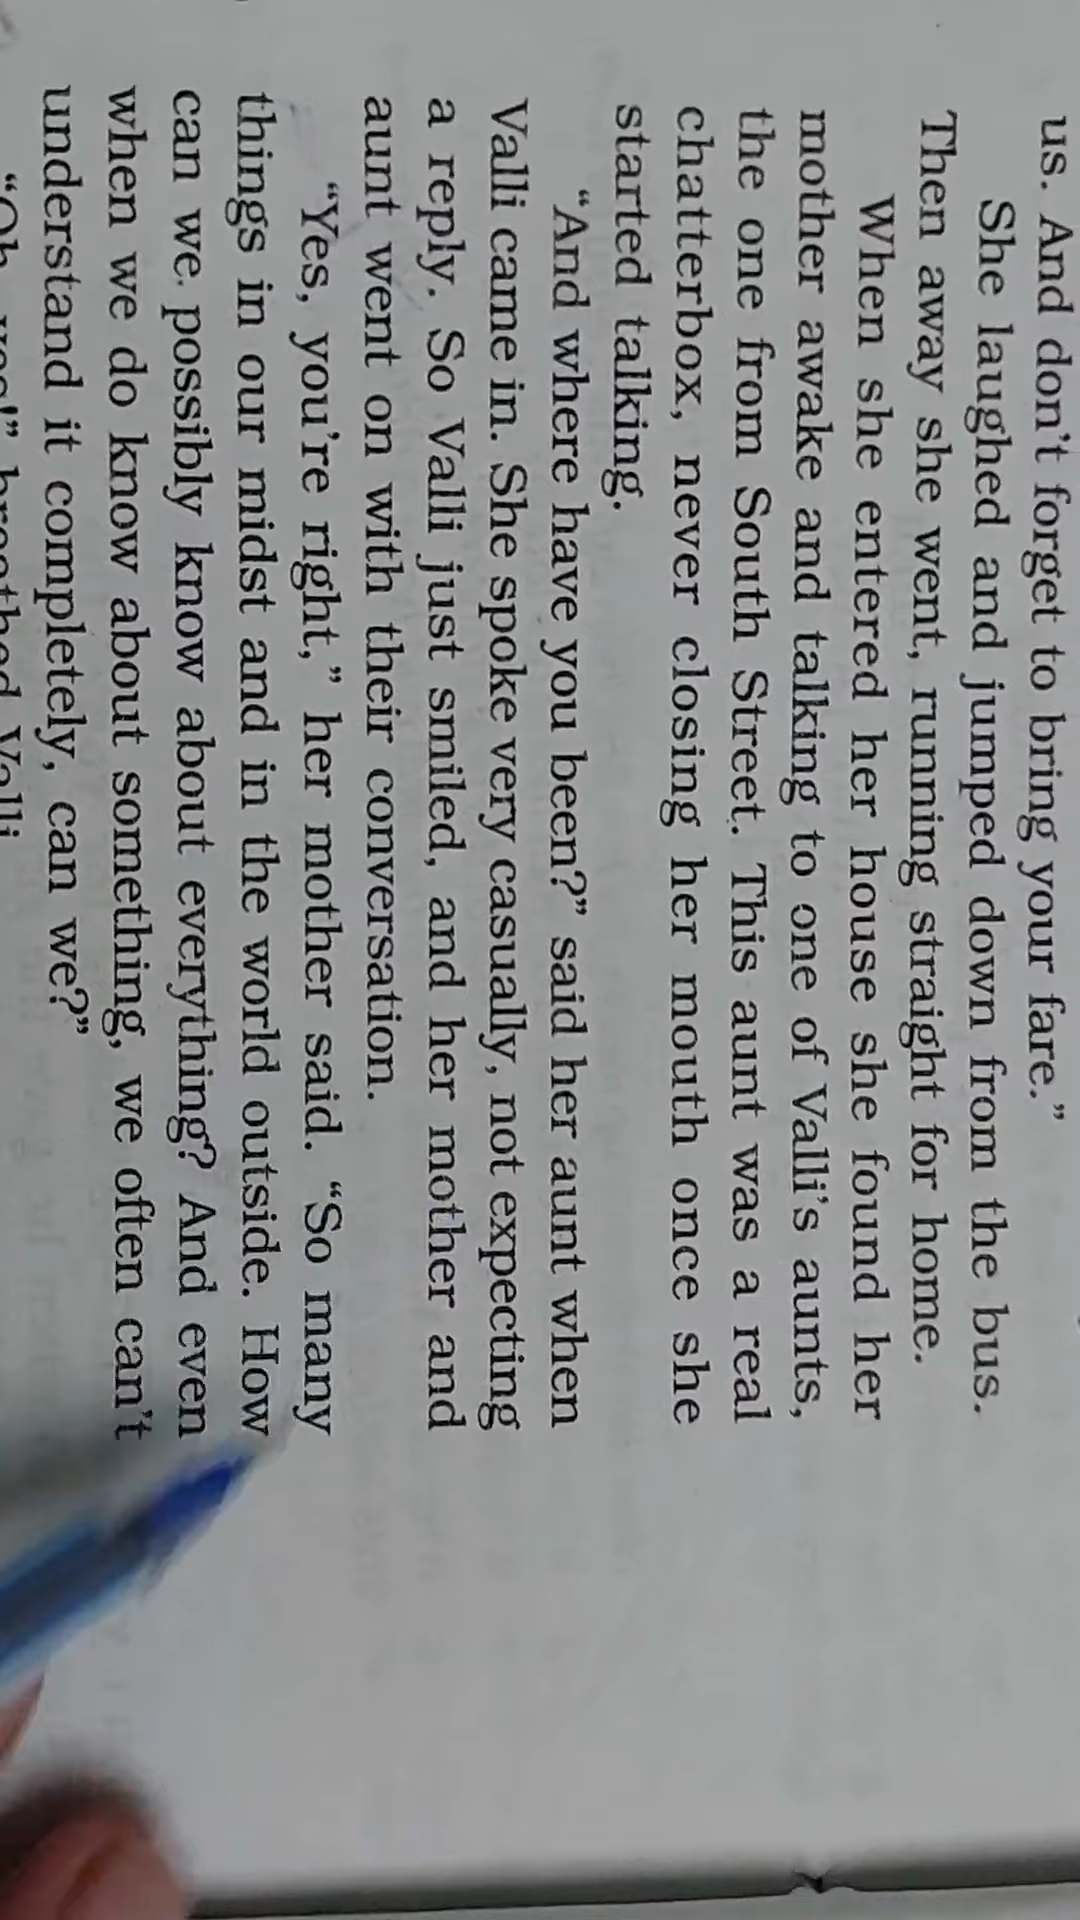 us. And don't forget to bring your fare."
She laughed and jumped down from the bus.
Then away she went, running straight for home.
When she entered her house she found her
mother awake and talking to one of Valli's aunts,
the one from South Street. This aunt was a real
chatterbox, never closing her mouth once she
started talking.
"And where have you been?" said her aunt when
Valli came in. She spoke very casually, not expecting
a reply. So Valli just smiled, and her mother and
aunt went on with their conversation.
"Yes, you're right," her mother said. "So many
things in our midst and in the world outside. How
can we possibly know about everything? And even
when we do know about something, we often can't
understand it completely, can we?"
"Oh, yes!" breathed Valli